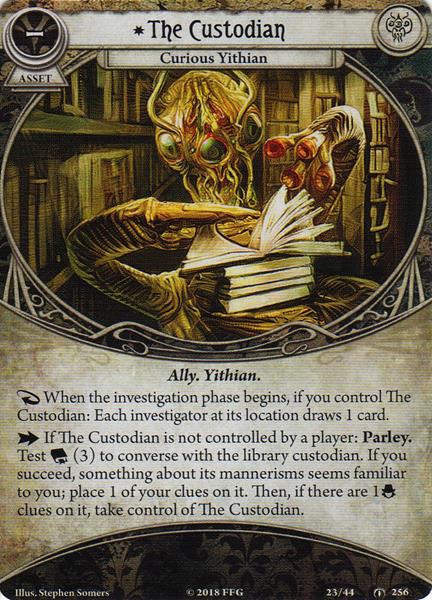 The Custodian
Curious Yithian
ASSET
Ally. Yithian.
When the investigation phase begins, if you control The
Custodian: Each investigator at its location draws 1 card.
If The Custodian is not controlled by a player: Parley.
Test (3) to converse with the library custodian. If you
succeed, something about its mannerisms seems familiar
to you; place 1 of your clues on it. Then, if there are 1
clues on it, take control of The Custodian.
Illus. Stephen Somers
© 2018 FFG
23/44
256